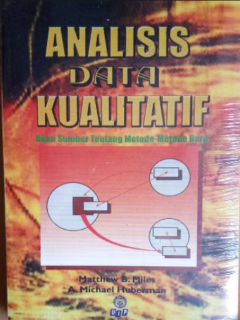 ANALISIS
DATA
KUALITATIF
Buku Sumber Tentang Metode-Metode Baru
Matthew B. Miles
A. Michael Huberman